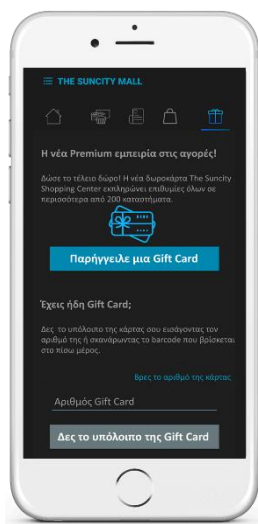 THE SUNCITY MALL
Η νέα Premium εμπειρία στις αγορές!
Δώσε το τέλειο δώρο! Η νέα δωροκάρτα The Suncity
Shopping Center εκπληρώνει επιθυμίες όλων σε
περισσότερα από 200 καταστήματα.
Παρήγγειλε μια Gift Card
Έχεις ήδη Gift Card;
Δες το υπόλοιπο της κάρτας σου εισάγοντας τον
αριθμό της ή σκανάρωντας το barcode που βρίσκεται
στο πίσω μέρος.
Βρες το αριθμό της κάρτας
Αριθμός Gift Card
Δες το υπόλοιπο της Gift Card